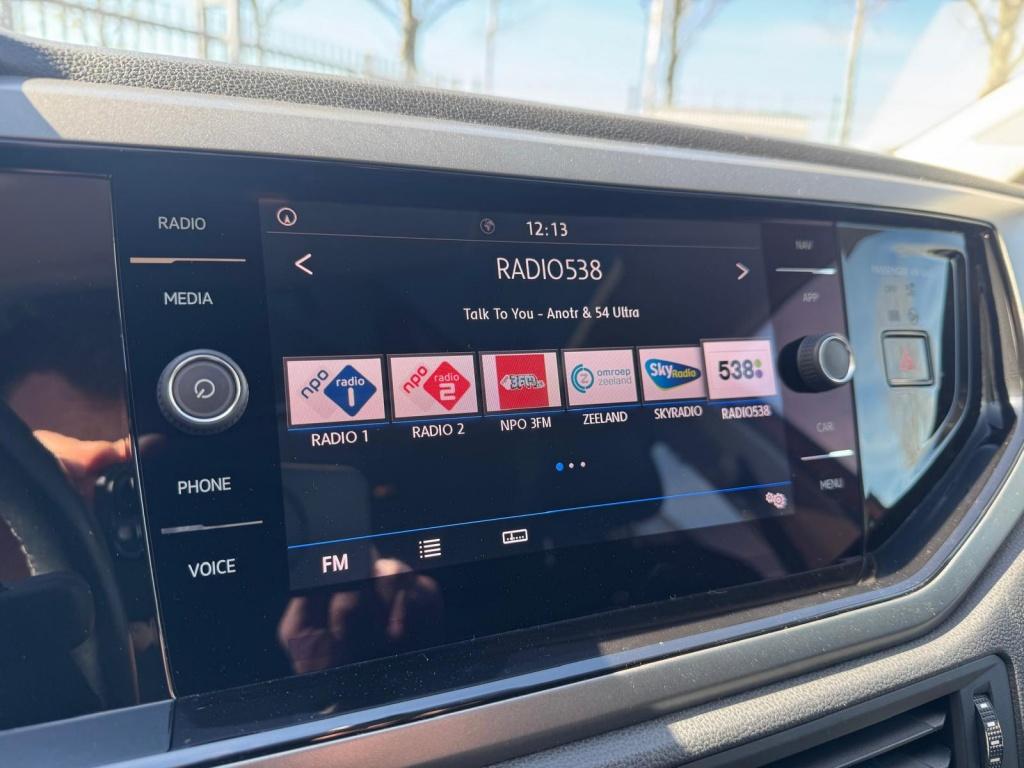 RADIO
MEDIA
PHONE
VOICE
12:13
RADIO538
Talk To You - Anotr & 54 Ultra
npo radio 1
npo radio 2
3FM
omroep zeeland
Sky Radio
538
RADIO 1
RADIO 2
NPO 3FM
ZEELAND
SKYRADIO
RADIO538
FM
NAV
APP
CAR
MENU
PASSENGER